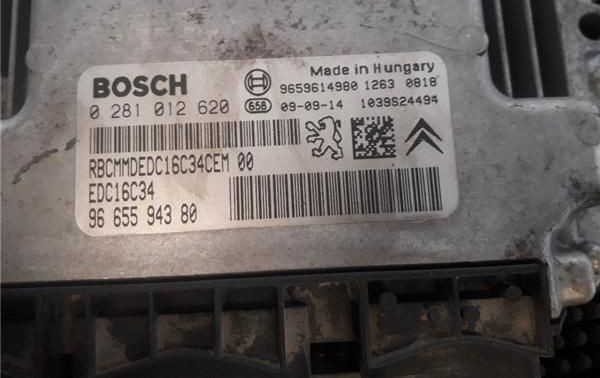 BOSCH
Made in Hungary
9659614980 1263 0818
0 281 012 620
658
09-09-14
1039S24494
RBCMMDEDC16C34CEM 00
EDC16C34
96 655 943 80